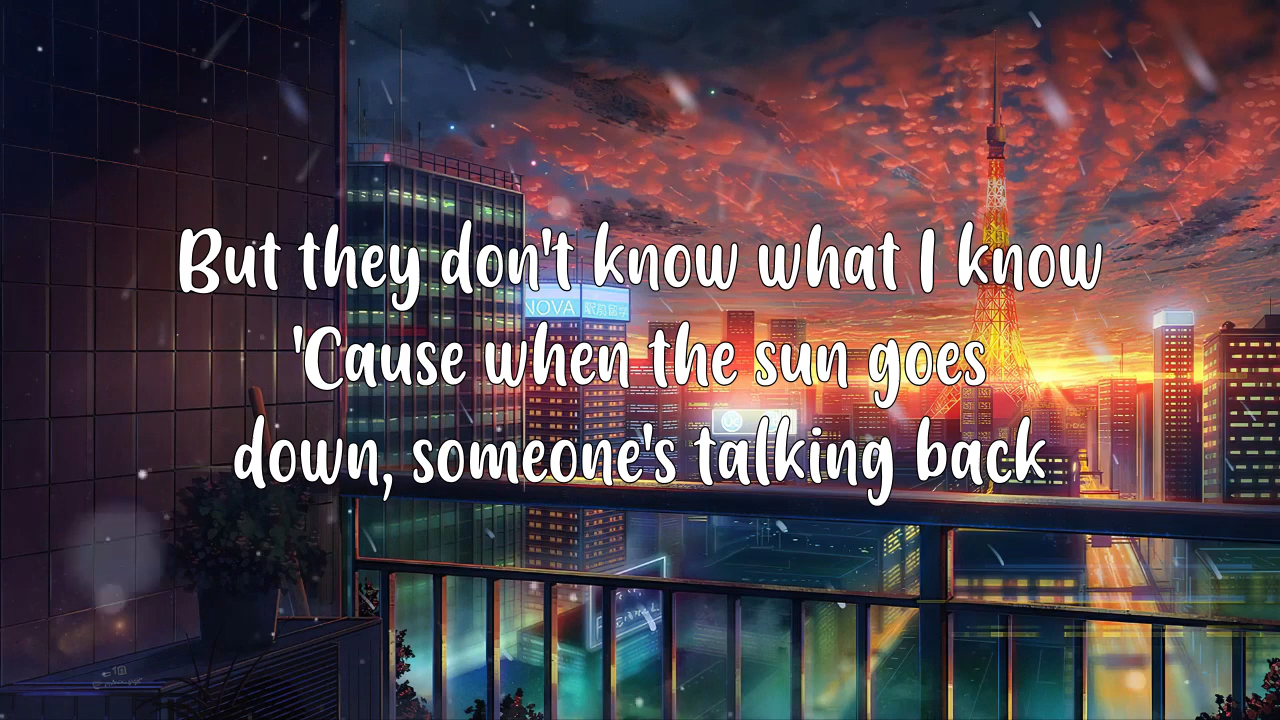 But they don't know what I know
'Cause when the sun goes
down, someone's talking back
NOVA 駅前留学